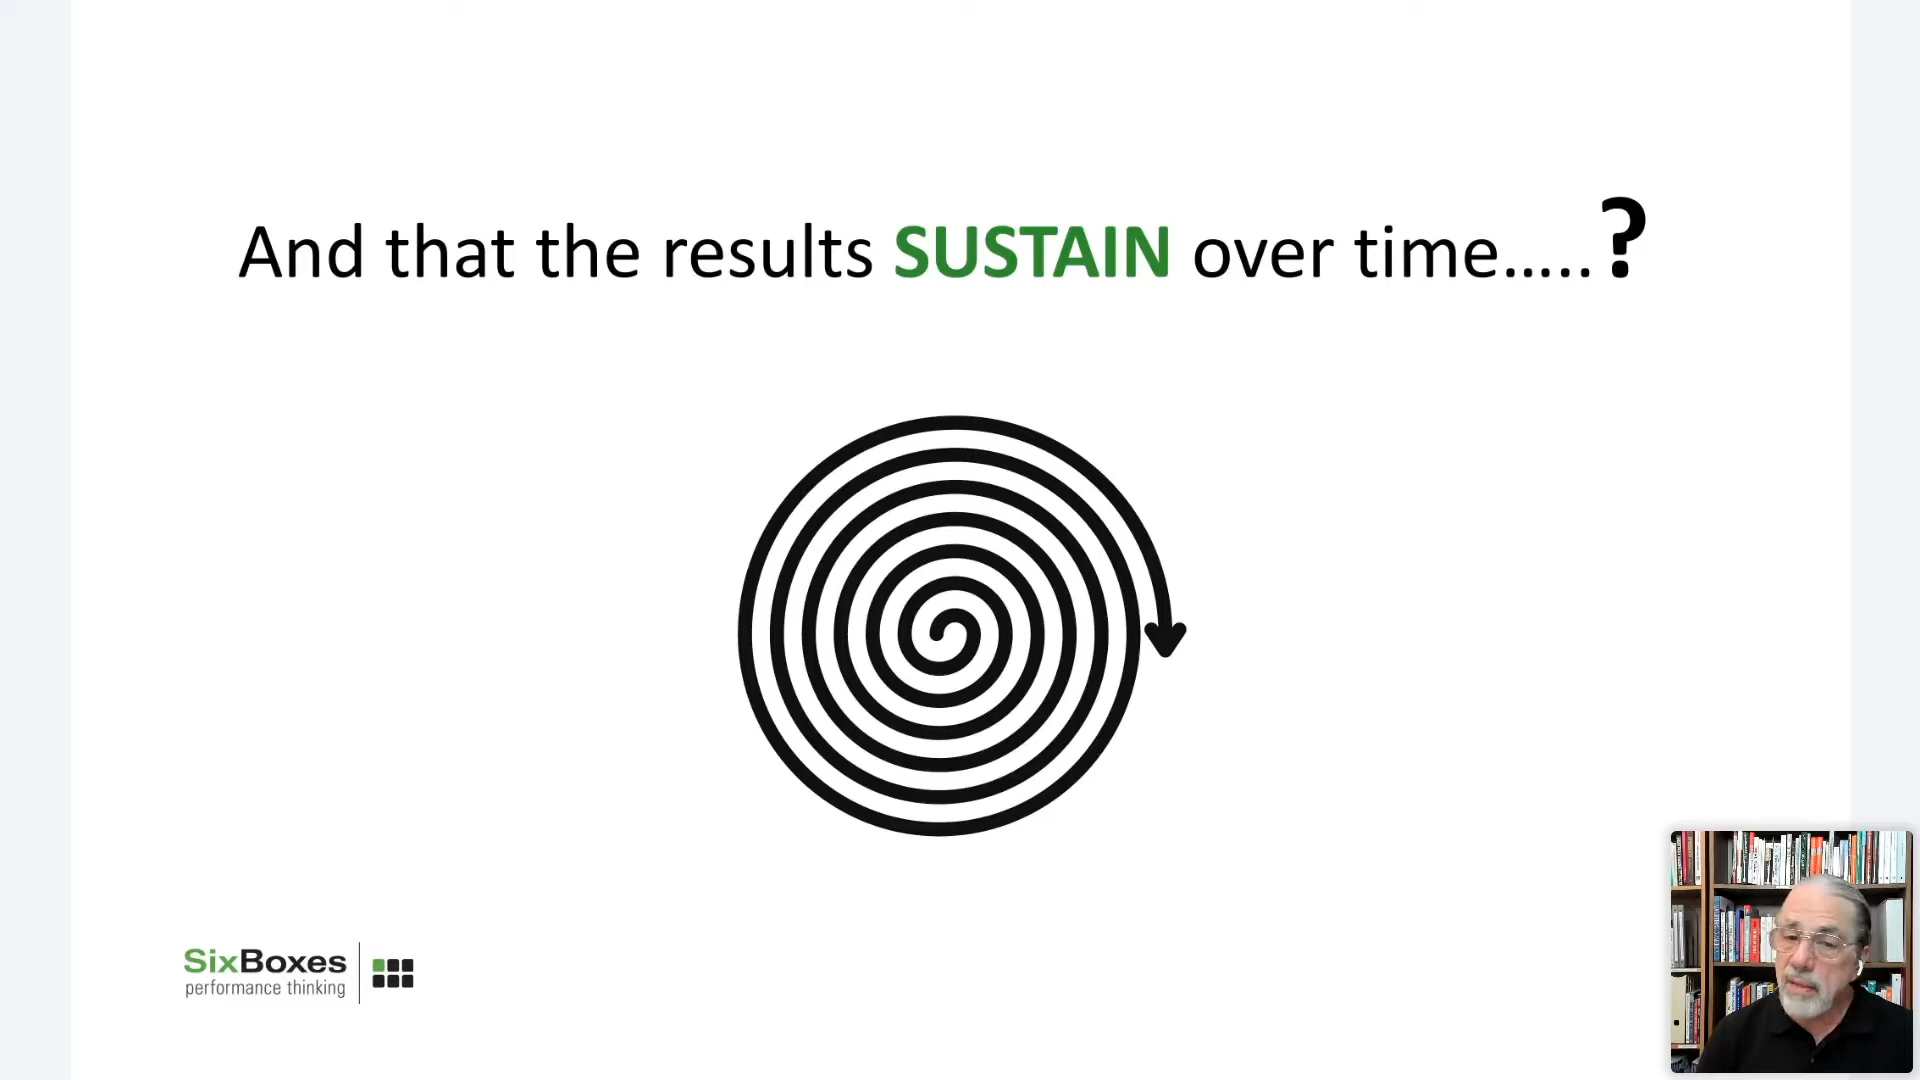 And that the results SUSTAIN over time…..?
SixBoxes
performance thinking